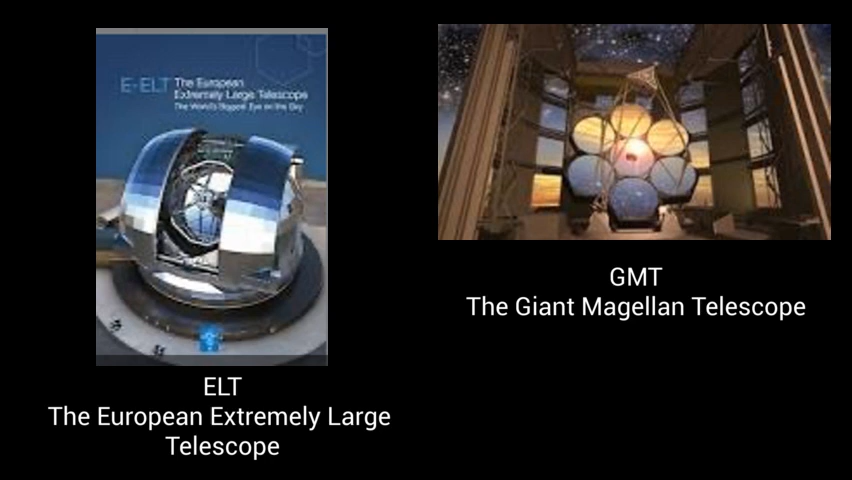 E-ELT The European
Extremely Large Telescope
The World's Biggest Eye on the Sky
ELT
The European Extremely Large
Telescope
GMT
The Giant Magellan Telescope